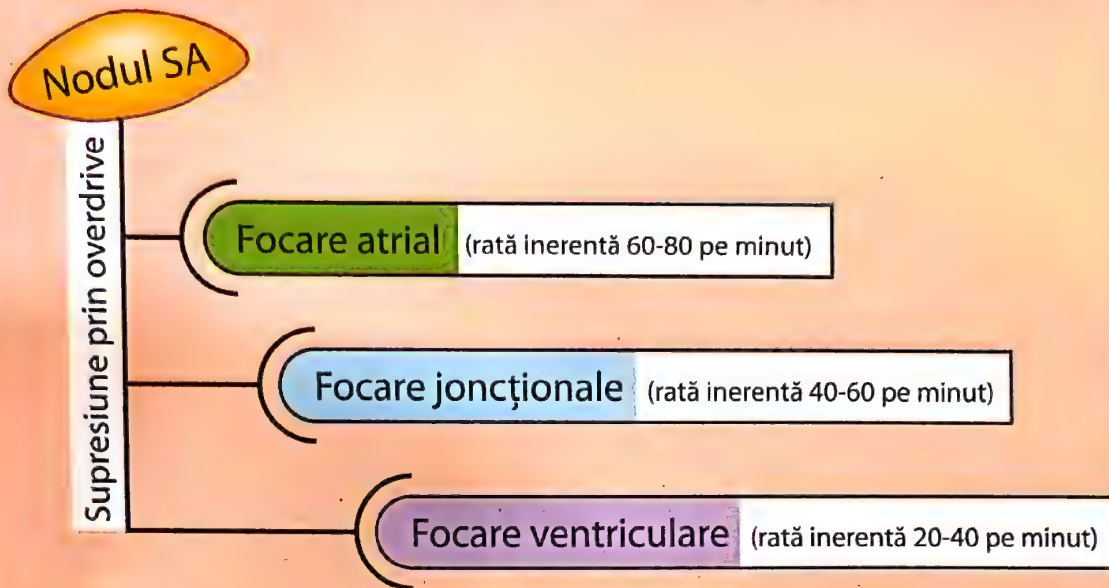 Nodul SA
Supresiune prin overdrive
Focare atrial (rată inerentă 60-80 pe minut)
Focare joncționale (rată inerentă 40-60 pe minut)
Focare ventriculare (rată inerentă 20-40 pe minut)